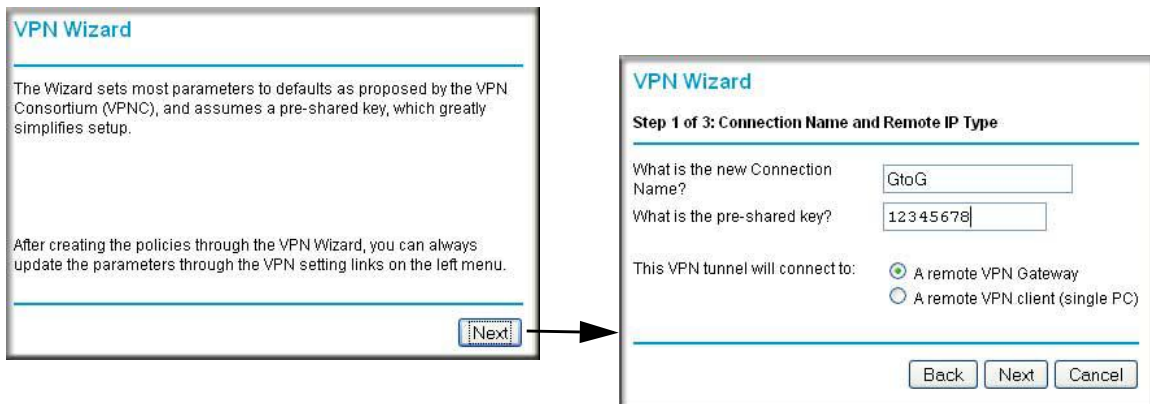 VPN Wizard
The Wizard sets most parameters to defaults as proposed by the VPN
Consortium (VPNC), and assumes a pre-shared key, which greatly
simplifies setup.
After creating the policies through the VPN Wizard, you can always
update the parameters through the VPN setting links on the left menu.
Next
VPN Wizard
Step 1 of 3: Connection Name and Remote IP Type
What is the new Connection
Name?
GtoG
What is the pre-shared key?
12345678
This VPN tunnel will connect to:
A remote VPN Gateway
A remote VPN client (single PC)
Back
Next
Cancel